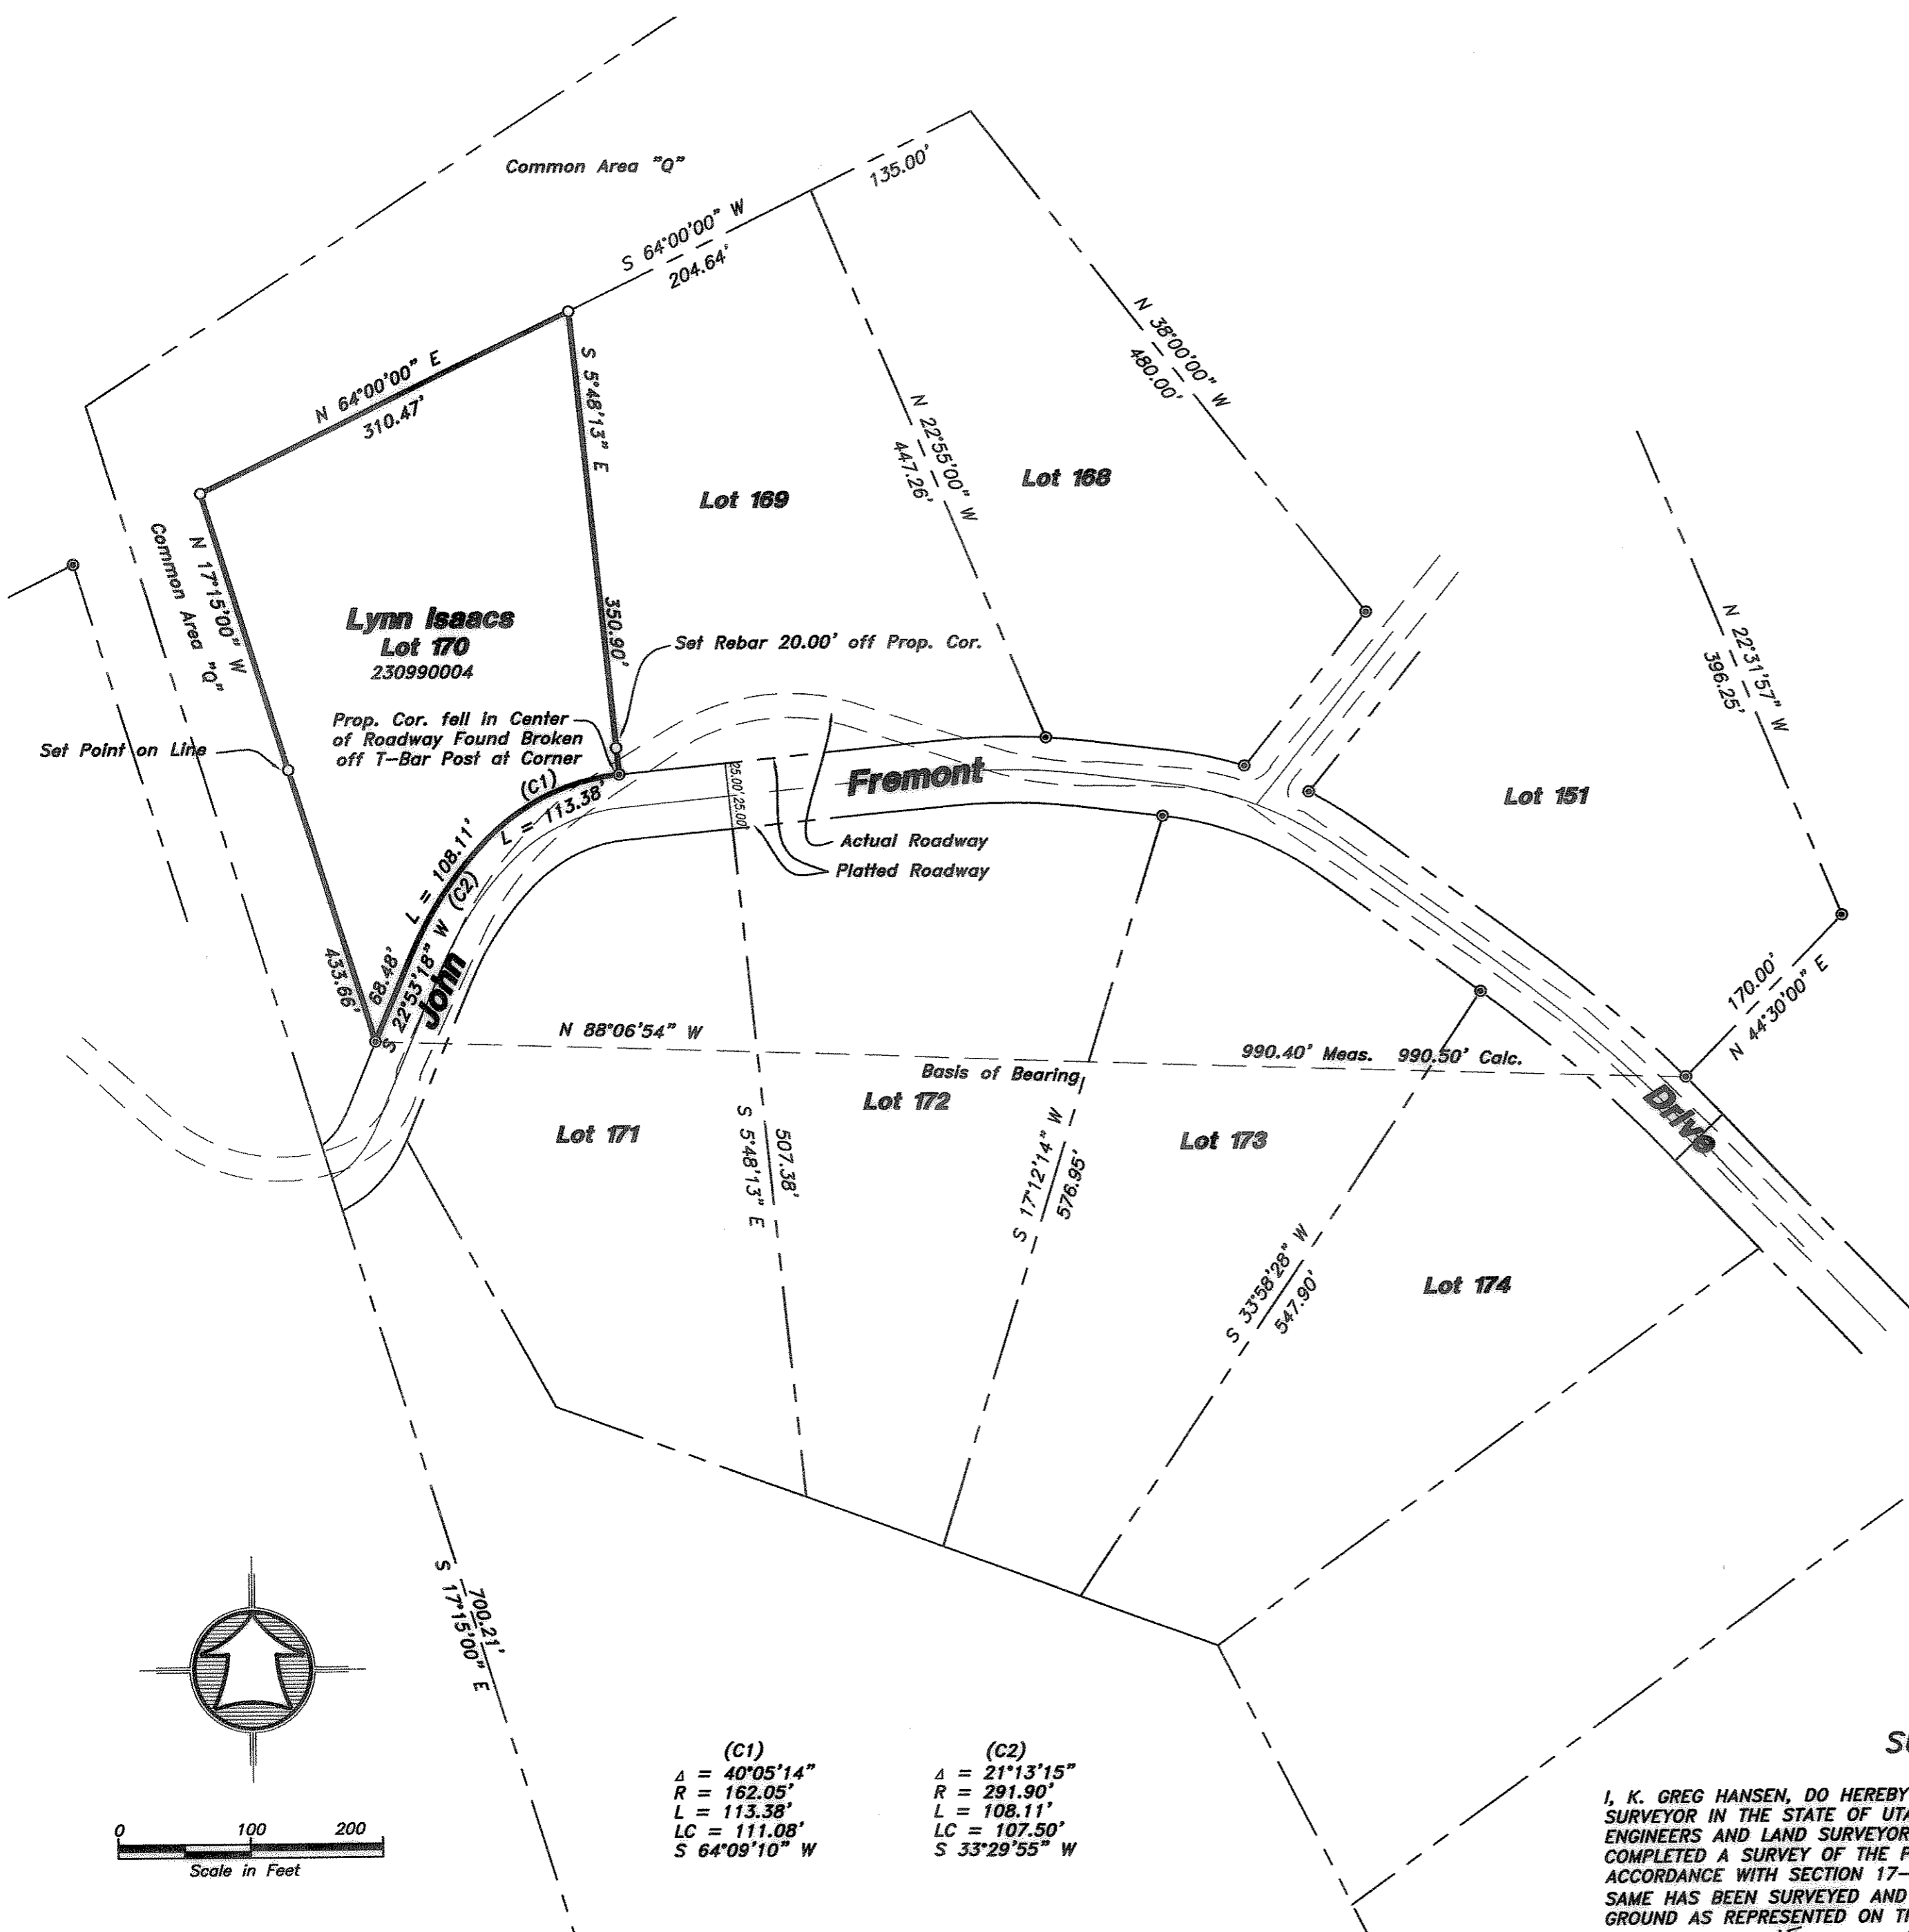 Common Area "Q"
135.00'
S 64°00'00" W
204.64'
N 64°00'00" E
310.47'
S 5°48'13" E
350.90'
N 38°00'00" W
480.00'
N 22°55'00" W
447.26'
Lot 169
Lot 168
N 17°15'00" W
433.66'
Common Area "Q"
Lynn Isaacs
Lot 170
230990004
Set Rebar 20.00' off Prop. Cor.
Prop. Cor. fell in Center
of Roadway Found Broken
off T-Bar Post at Corner
Set Point on Line
N 22°31'57" W
396.25'
(C1)
L = 113.38'
L = 108.11'
(C2)
68.48'
S 22°53'18" W
25.00'
25.00'
John
Fremont
Drive
Actual Roadway
Platted Roadway
Lot 151
170.00'
N 44°30'00" E
N 88°06'54" W
990.40' Meas. 990.50' Calc.
Basis of Bearing
Lot 171
Lot 172
Lot 173
Lot 174
507.38'
S 5°48'13" E
S 17°12'14" W
576.95'
S 33°58'28" W
547.90'
700.21'
S 17°15'00" E
0 100 200
Scale in Feet
(C1)
Δ = 40°05'14"
R = 162.05'
L = 113.38'
LC = 111.08'
S 64°09'10" W
(C2)
Δ = 21°13'15"
R = 291.90'
L = 108.11'
LC = 107.50'
S 33°29'55" W
I, K. GREG HANSEN, DO HEREBY
SURVEYOR IN THE STATE OF
ENGINEERS AND LAND SURVEYOR
COMPLETED A SURVEY OF THE
ACCORDANCE WITH SECTION 17-
SAME HAS BEEN SURVEYED AND
GROUND AS REPRESENTED ON